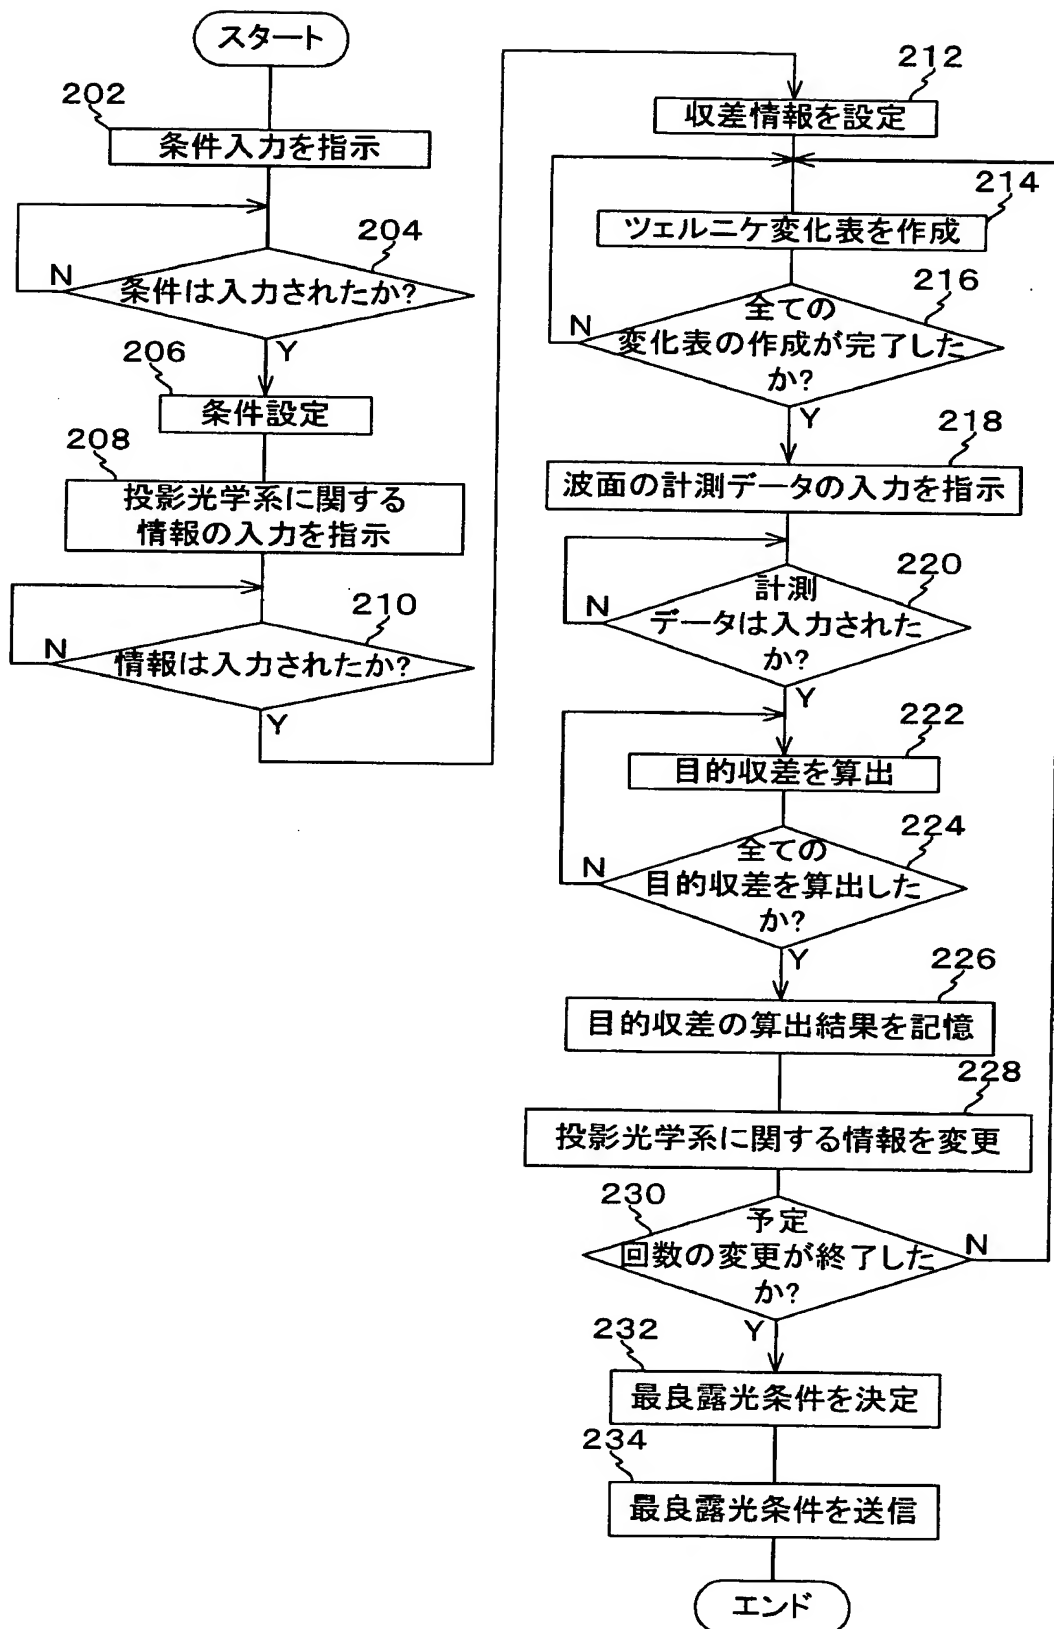 スタート
202
条件入力を指示
204
N
条件は入力されたか?
Y
206
条件設定
208
投影光学系に関する
情報の入力を指示
210
N
情報は入力されたか?
Y
212
収差情報を設定
214
ツェルニケ変化表を作成
216
全ての
N
変化表の作成が完了した
か?
Y
218
波面の計測データの入力を指示
220
計測
N
データは入力された
か?
Y
222
目的収差を算出
224
全ての
N
目的収差を算出した
か?
Y
226
目的収差の算出結果を記憶
228
投影光学系に関する情報を変更
230
予定
回数の変更が終了した
N
か?
Y
232
最良露光条件を決定
234
最良露光条件を送信
エンド